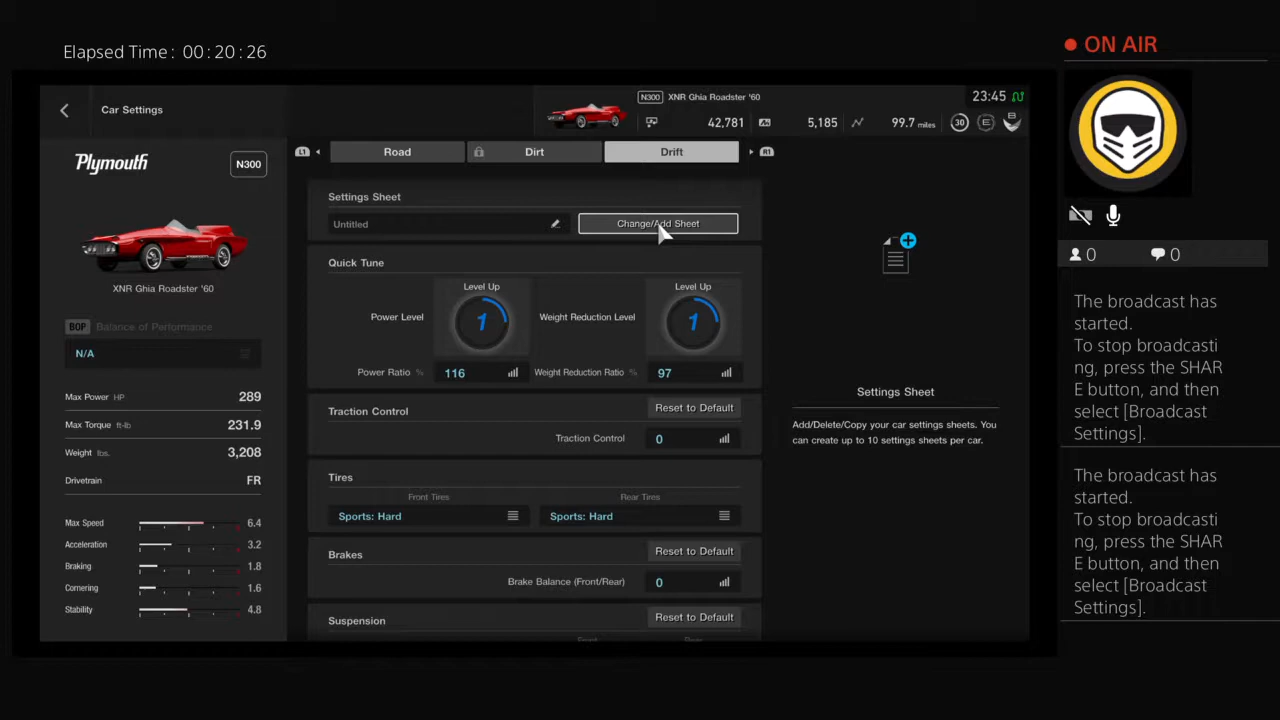 Elapsed Time: 00:20:26
ON AIR
Car Settings
N300 XNR Ghia Roadster '60
23:45
42,781
5,185
99.7 miles
30
E
B
Plymouth
N300
XNR Ghia Roadster '60
BOP Balance of Performance
N/A
Max Power HP 289
Max Torque ft-lb 231.9
Weight lbs. 3,208
Drivetrain FR
Max Speed 6.4
Acceleration 3.2
Braking 1.8
Cornering 1.6
Stability 4.8
L1 Road Dirt Drift R1
Settings Sheet
Untitled Change/Add Sheet
Quick Tune
Level Up Level Up
Power Level 1 Weight Reduction Level 1
Power Ratio % 116 Weight Reduction Ratio % 97
Traction Control Reset to Default
Traction Control 0
Tires
Front Tires Rear Tires
Sports: Hard Sports: Hard
Brakes Reset to Default
Brake Balance (Front/Rear) 0
Suspension Reset to Default
Front Rear
Settings Sheet
Add/Delete/Copy your car settings sheets. You
can create up to 10 settings sheets per car.
0 0
The broadcast has
started.
To stop broadcasti
ng, press the SHAR
E button, and then
select [Broadcast
Settings].
The broadcast has
started.
To stop broadcasti
ng, press the SHAR
E button, and then
select [Broadcast
Settings].